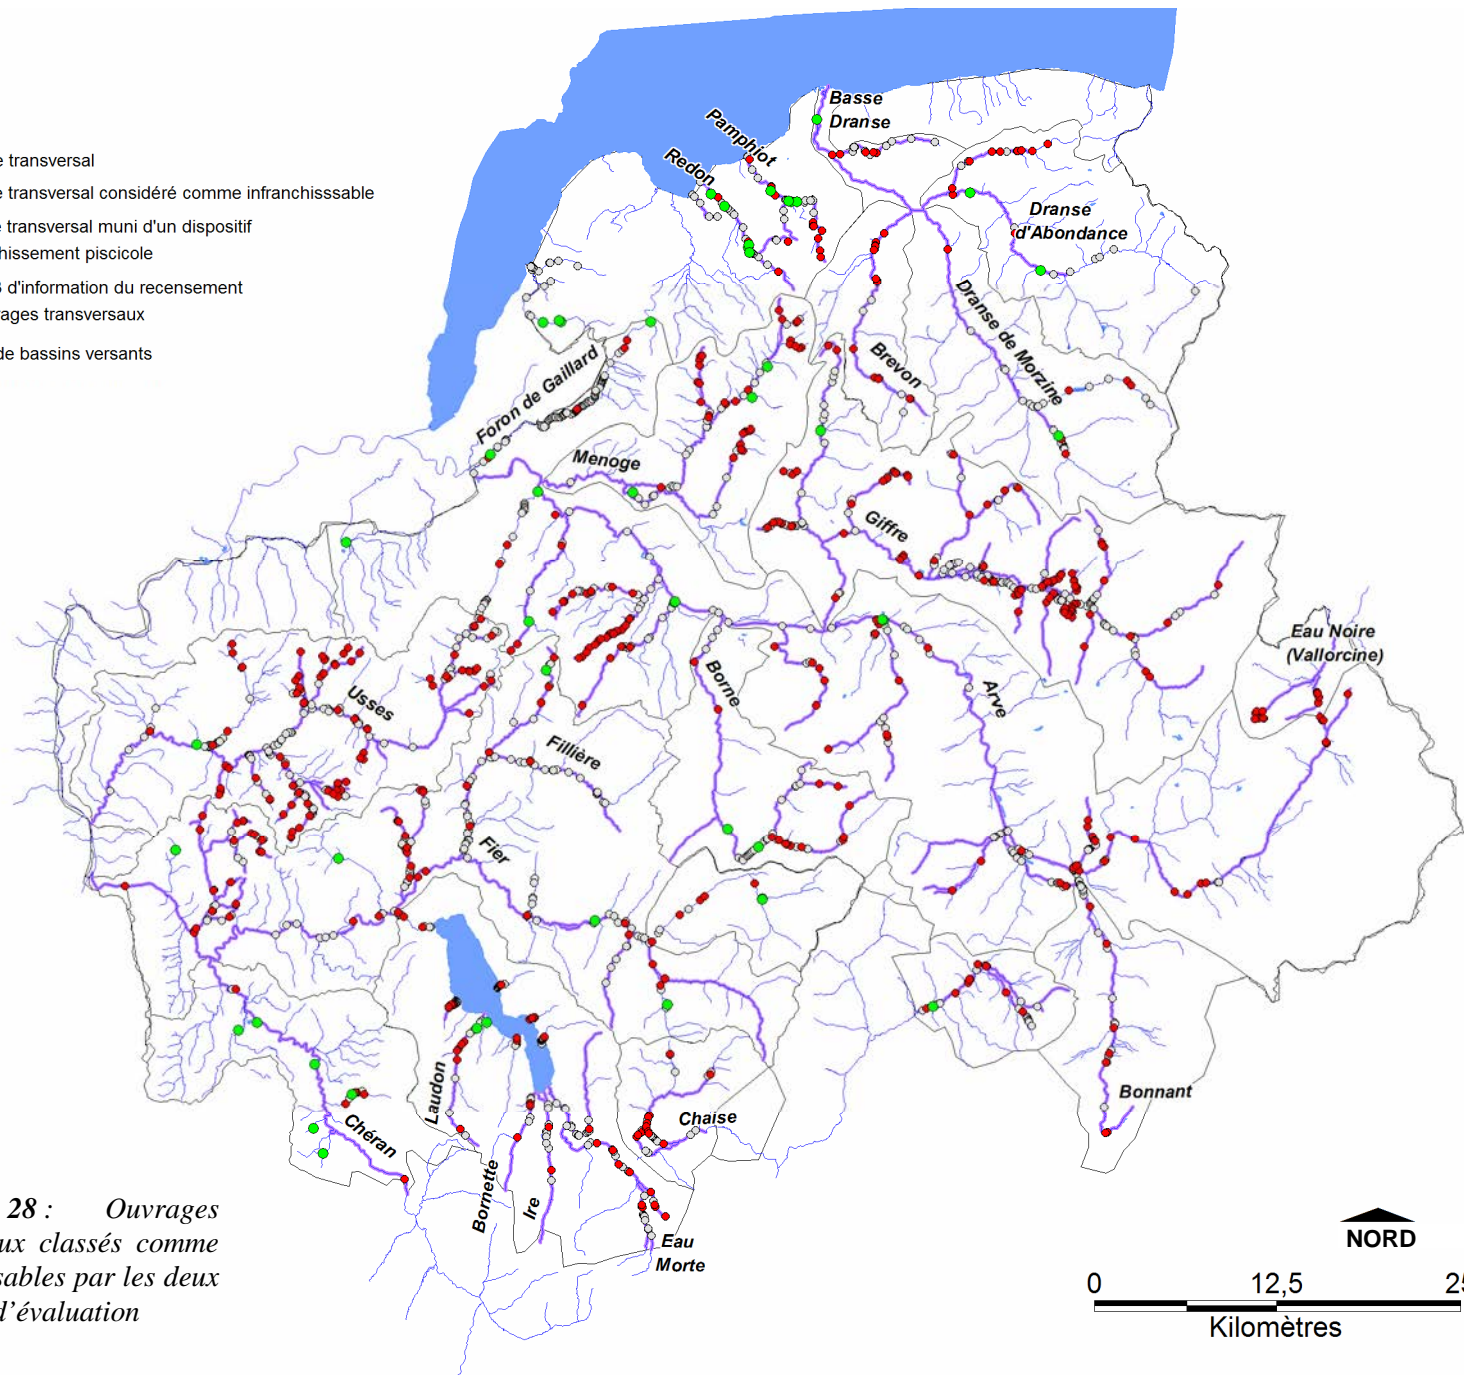 e transversal
e transversal considéré comme infranchisssable
e transversal muni d'un dispositif
hissement piscicole
d'information du recensement
rages transversaux
de bassins versants
Basse
Dranse
Pamphiot
Redon
Dranse
d'Abondance
Dranse de Morzine
Brevon
Foron de Gaillard
Menoge
Giffre
Eau Noire
(Vallorcine)
Usses
Borne
Arve
Fillière
Fier
Laudon
Chaise
Bonnant
Chéran
Bornette
Ire
Eau
Morte
28 : Ouvrages
ux classés comme
sables par les deux
d'évaluation
NORD
0 12,5 25
Kilomètres